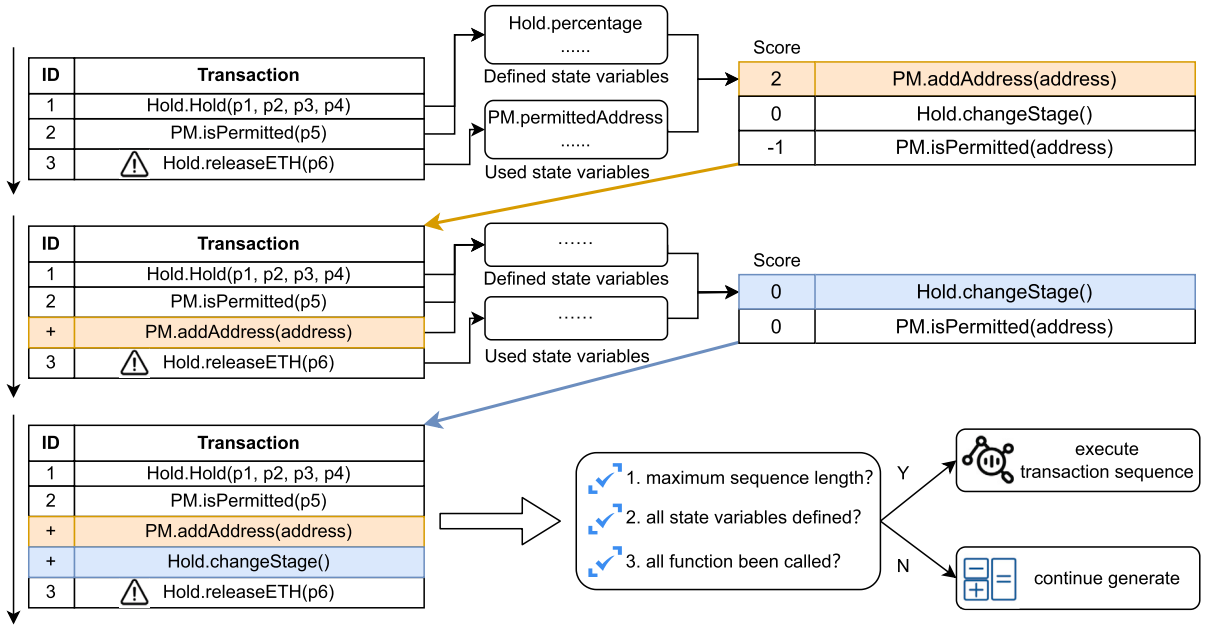 Hold.percentage
......
Defined state variables
Score
ID Transaction
1 Hold.Hold(p1, p2, p3, p4)
2 PM.isPermitted(p5)
3 Hold.releaseETH(p6)
PM.permittedAddress
......
Used state variables
2 PM.addAddress(address)
0 Hold.changeStage()
-1 PM.isPermitted(address)
ID Transaction
1 Hold.Hold(p1, p2, p3, p4)
2 PM.isPermitted(p5)
+ PM.addAddress(address)
3 Hold.releaseETH(p6)
......
Defined state variables
......
Used state variables
Score
0 Hold.changeStage()
0 PM.isPermitted(address)
ID Transaction
1 Hold.Hold(p1, p2, p3, p4)
2 PM.isPermitted(p5)
+ PM.addAddress(address)
+ Hold.changeStage()
3 Hold.releaseETH(p6)
1. maximum sequence length?
2. all state variables defined?
3. all function been called?
Y
execute
transaction sequence
N
continue generate